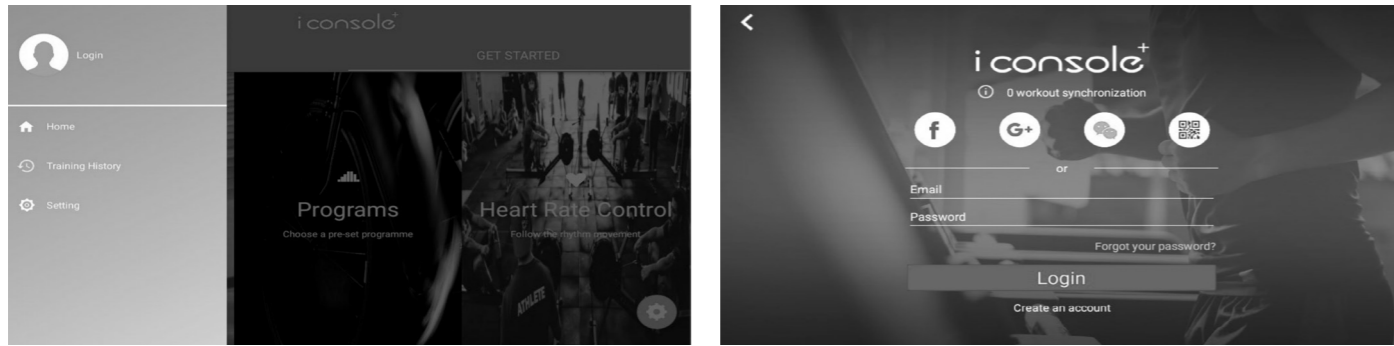 Login
Home
Training History
Setting
i console+
GET STARTED
Programs
Choose a pre-set programme
Heart Rate Control
Follow the rhythm movement
ATHLETE
i console+
0 workout synchronization
f
G+
or
Email
Password
Forgot your password?
Login
Create an account